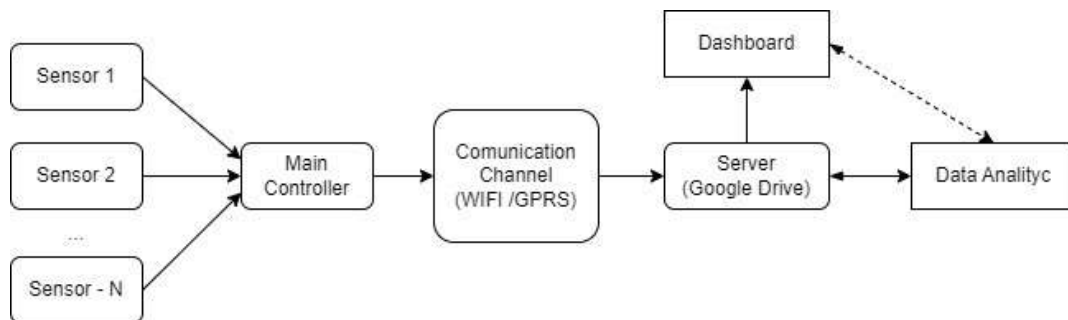 Sensor 1
Sensor 2
...
Sensor - N
Main
Controller
Comunication
Channel
(WIFI /GPRS)
Dashboard
Server
(Google Drive)
Data Analityc